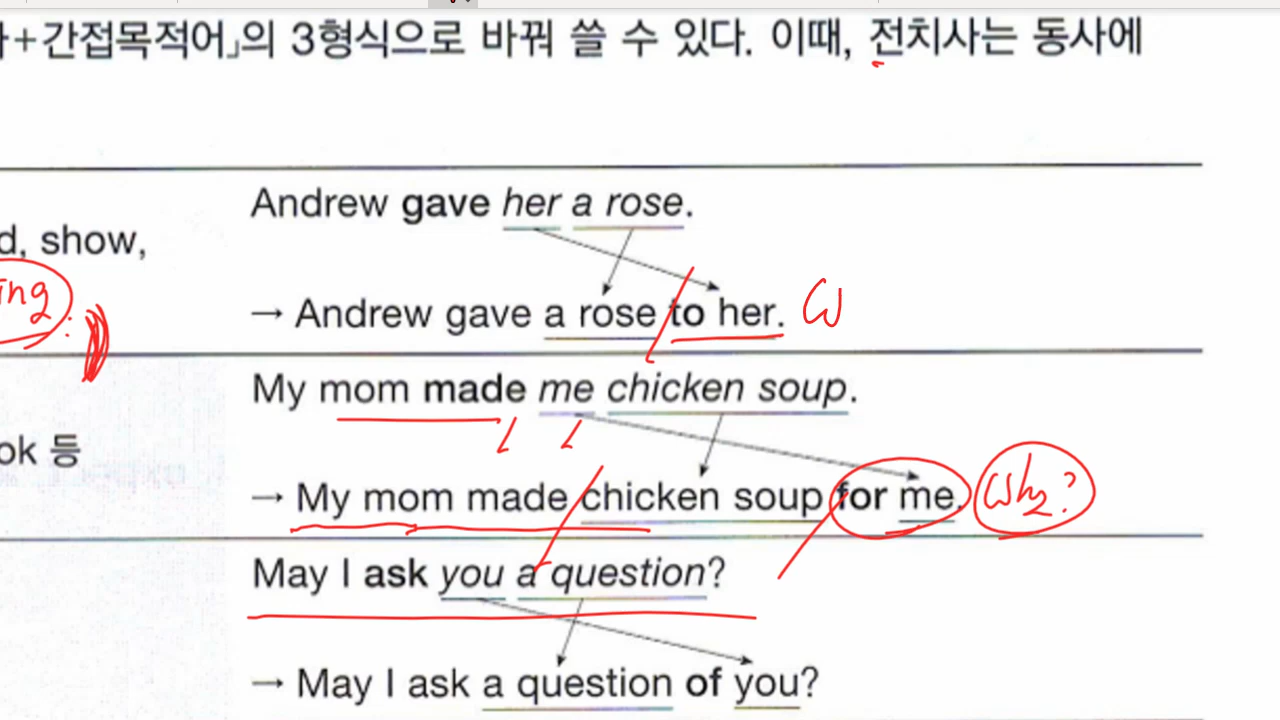 +간접목적어」의 3형식으로 바꿔 쓸 수 있다. 이때, 전치사는 동사에
Andrew gave her a rose.
d, show,
ing
→ Andrew gave a rose to her.
My mom made me chicken soup.
ok 등
→ My mom made chicken soup for me. Why?
May I ask you a question?
→ May I ask a question of you?